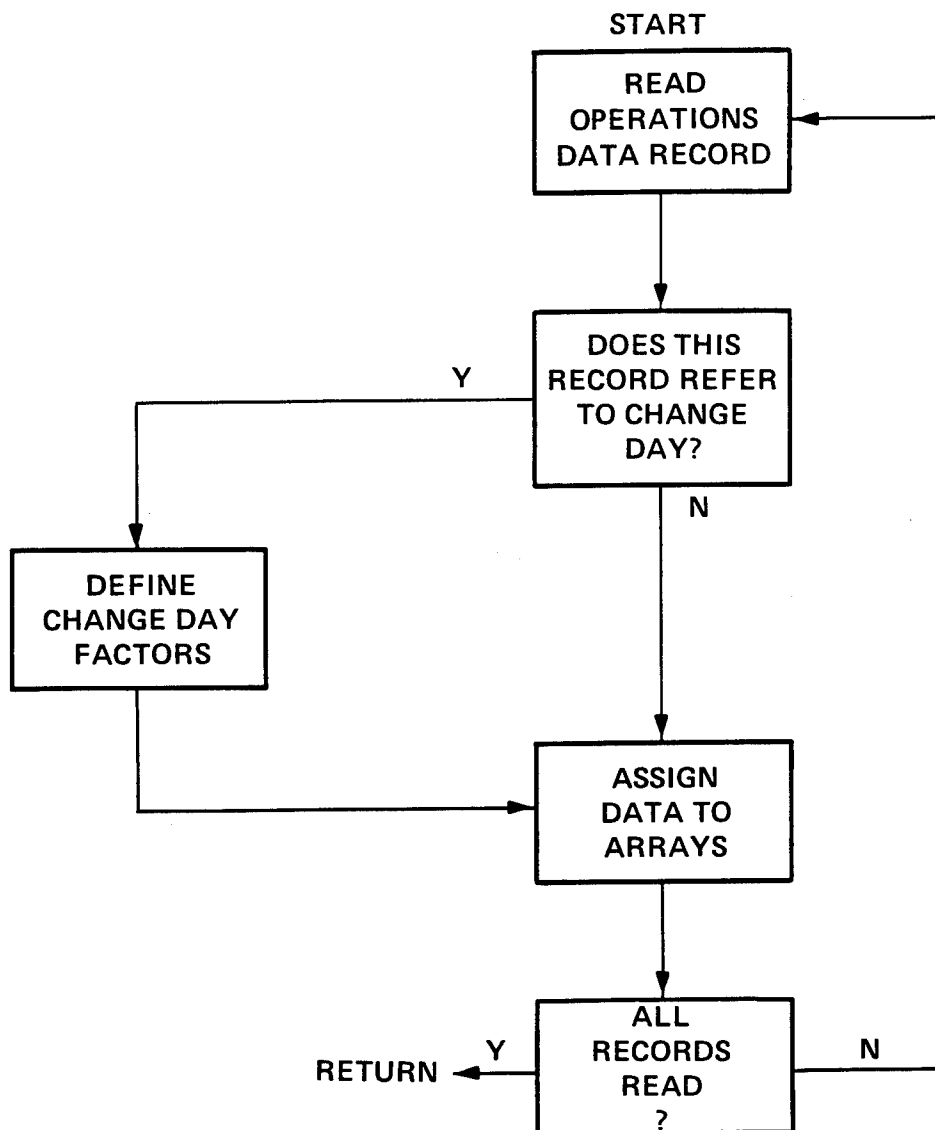 START
READ
OPERATIONS
DATA RECORD
DOES THIS
RECORD REFER
TO CHANGE
DAY?
Y
N
DEFINE
CHANGE DAY
FACTORS
ASSIGN
DATA TO
ARRAYS
ALL
RECORDS
READ
?
Y
N
RETURN